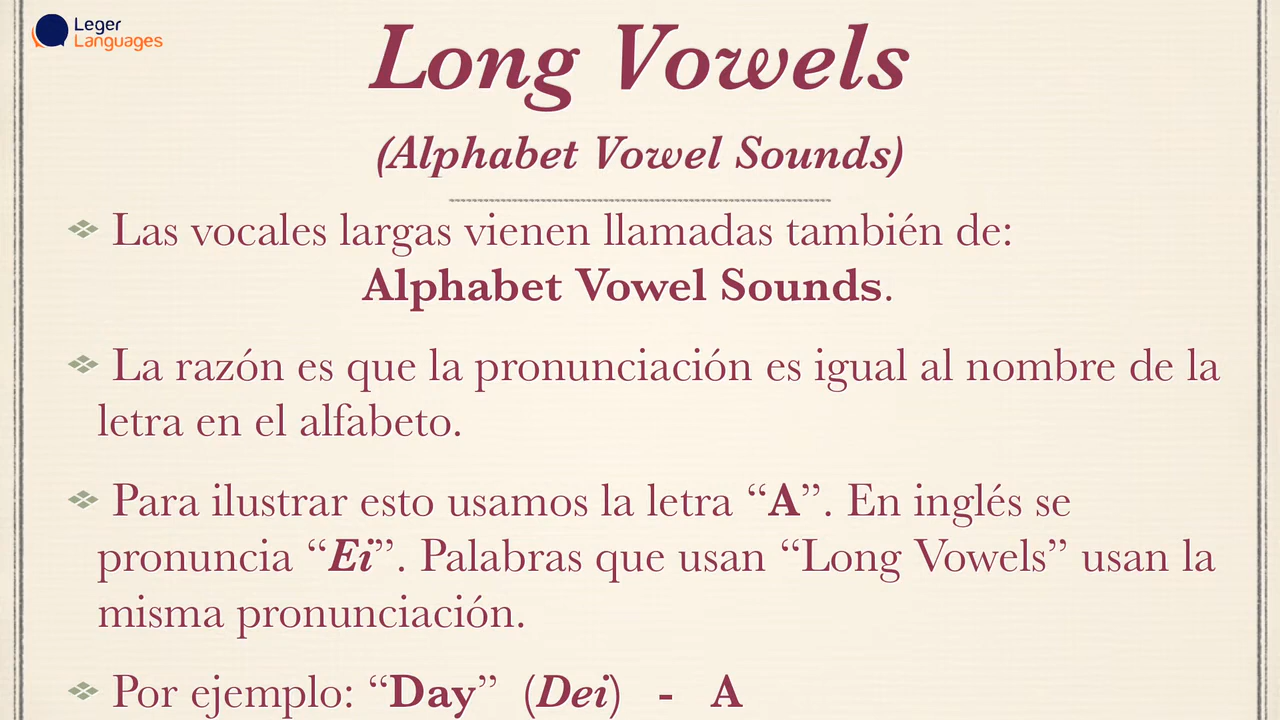 Leger
Languages
Long Vowels
(Alphabet Vowel Sounds)
Las vocales largas vienen llamadas también de:
Alphabet Vowel Sounds.
La razón es que la pronunciación es igual al nombre de la
letra en el alfabeto.
Para ilustrar esto usamos la letra “A”. En inglés se
pronuncia “Ei”. Palabras que usan “Long Vowels” usan la
misma pronunciación.
Por ejemplo: “Day” (Dei) - A